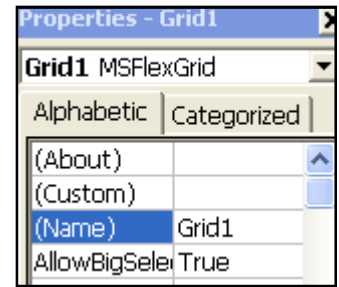 Properties - Grid1
Grid1 MSFlexGrid
Alphabetic Categorized
(About)
(Custom)
(Name) Grid1
AllowBigSele True